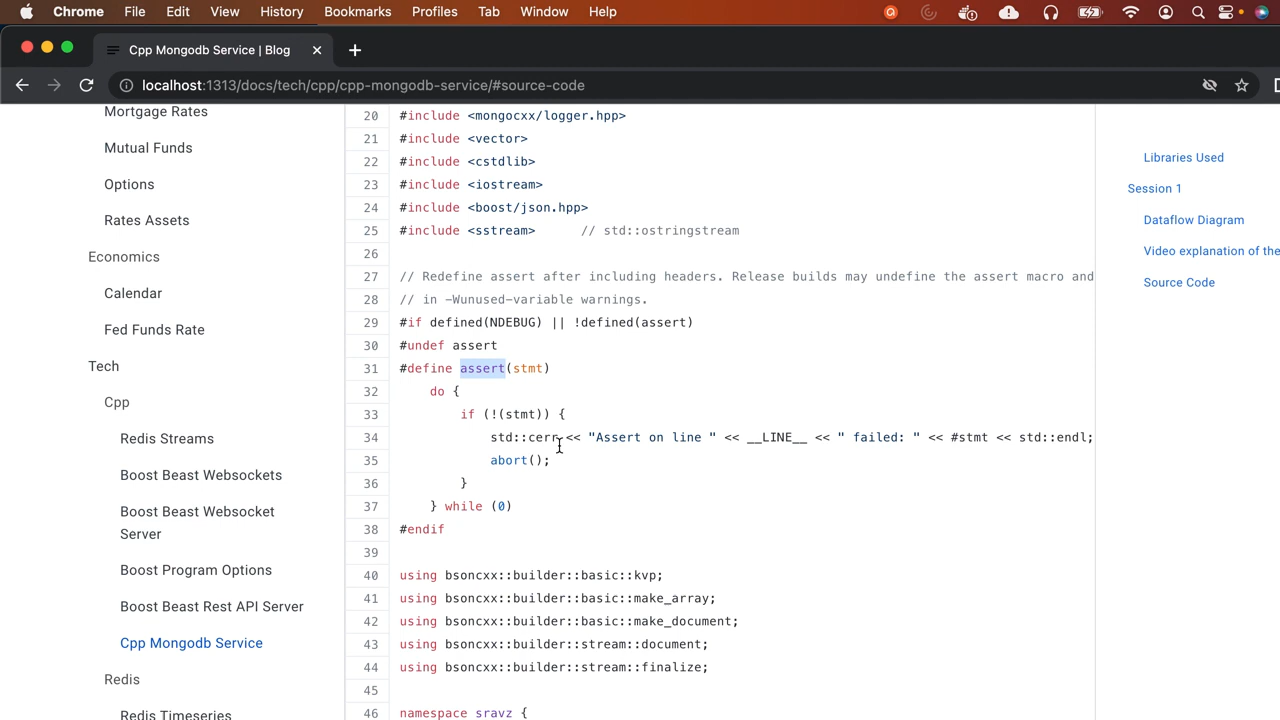 Chrome File Edit View History Bookmarks Profiles Tab Window Help
Cpp Mongodb Service | Blog
localhost:1313/docs/tech/cpp/cpp-mongodb-service/#source-code
Mortgage Rates
Mutual Funds
Options
Rates Assets
Economics
Calendar
Fed Funds Rate
Tech
Cpp
Redis Streams
Boost Beast Websockets
Boost Beast Websocket
Server
Boost Program Options
Boost Beast Rest API Server
Cpp Mongodb Service
Redis
Redis Timeseries
20 #include <mongocxx/logger.hpp>
21 #include <vector>
22 #include <cstdlib>
23 #include <iostream>
24 #include <boost/json.hpp>
25 #include <sstream> // std::ostringstream
26
27 // Redefine assert after including headers. Release builds may undefine the assert macro and
28 // in -Wunused-variable warnings.
29 #if defined(NDEBUG) || !defined(assert)
30 #undef assert
31 #define assert(stmt)
32 do {
33 if (!(stmt)) {
34 std::cerr << "Assert on line " << __LINE__ << " failed: " << #stmt << std::endl;
35 abort();
36 }
37 } while (0)
38 #endif
39
40 using bsoncxx::builder::basic::kvp;
41 using bsoncxx::builder::basic::make_array;
42 using bsoncxx::builder::basic::make_document;
43 using bsoncxx::builder::stream::document;
44 using bsoncxx::builder::stream::finalize;
45
46 namespace sravz {
Libraries Used
Session 1
Dataflow Diagram
Video explanation of the
Source Code